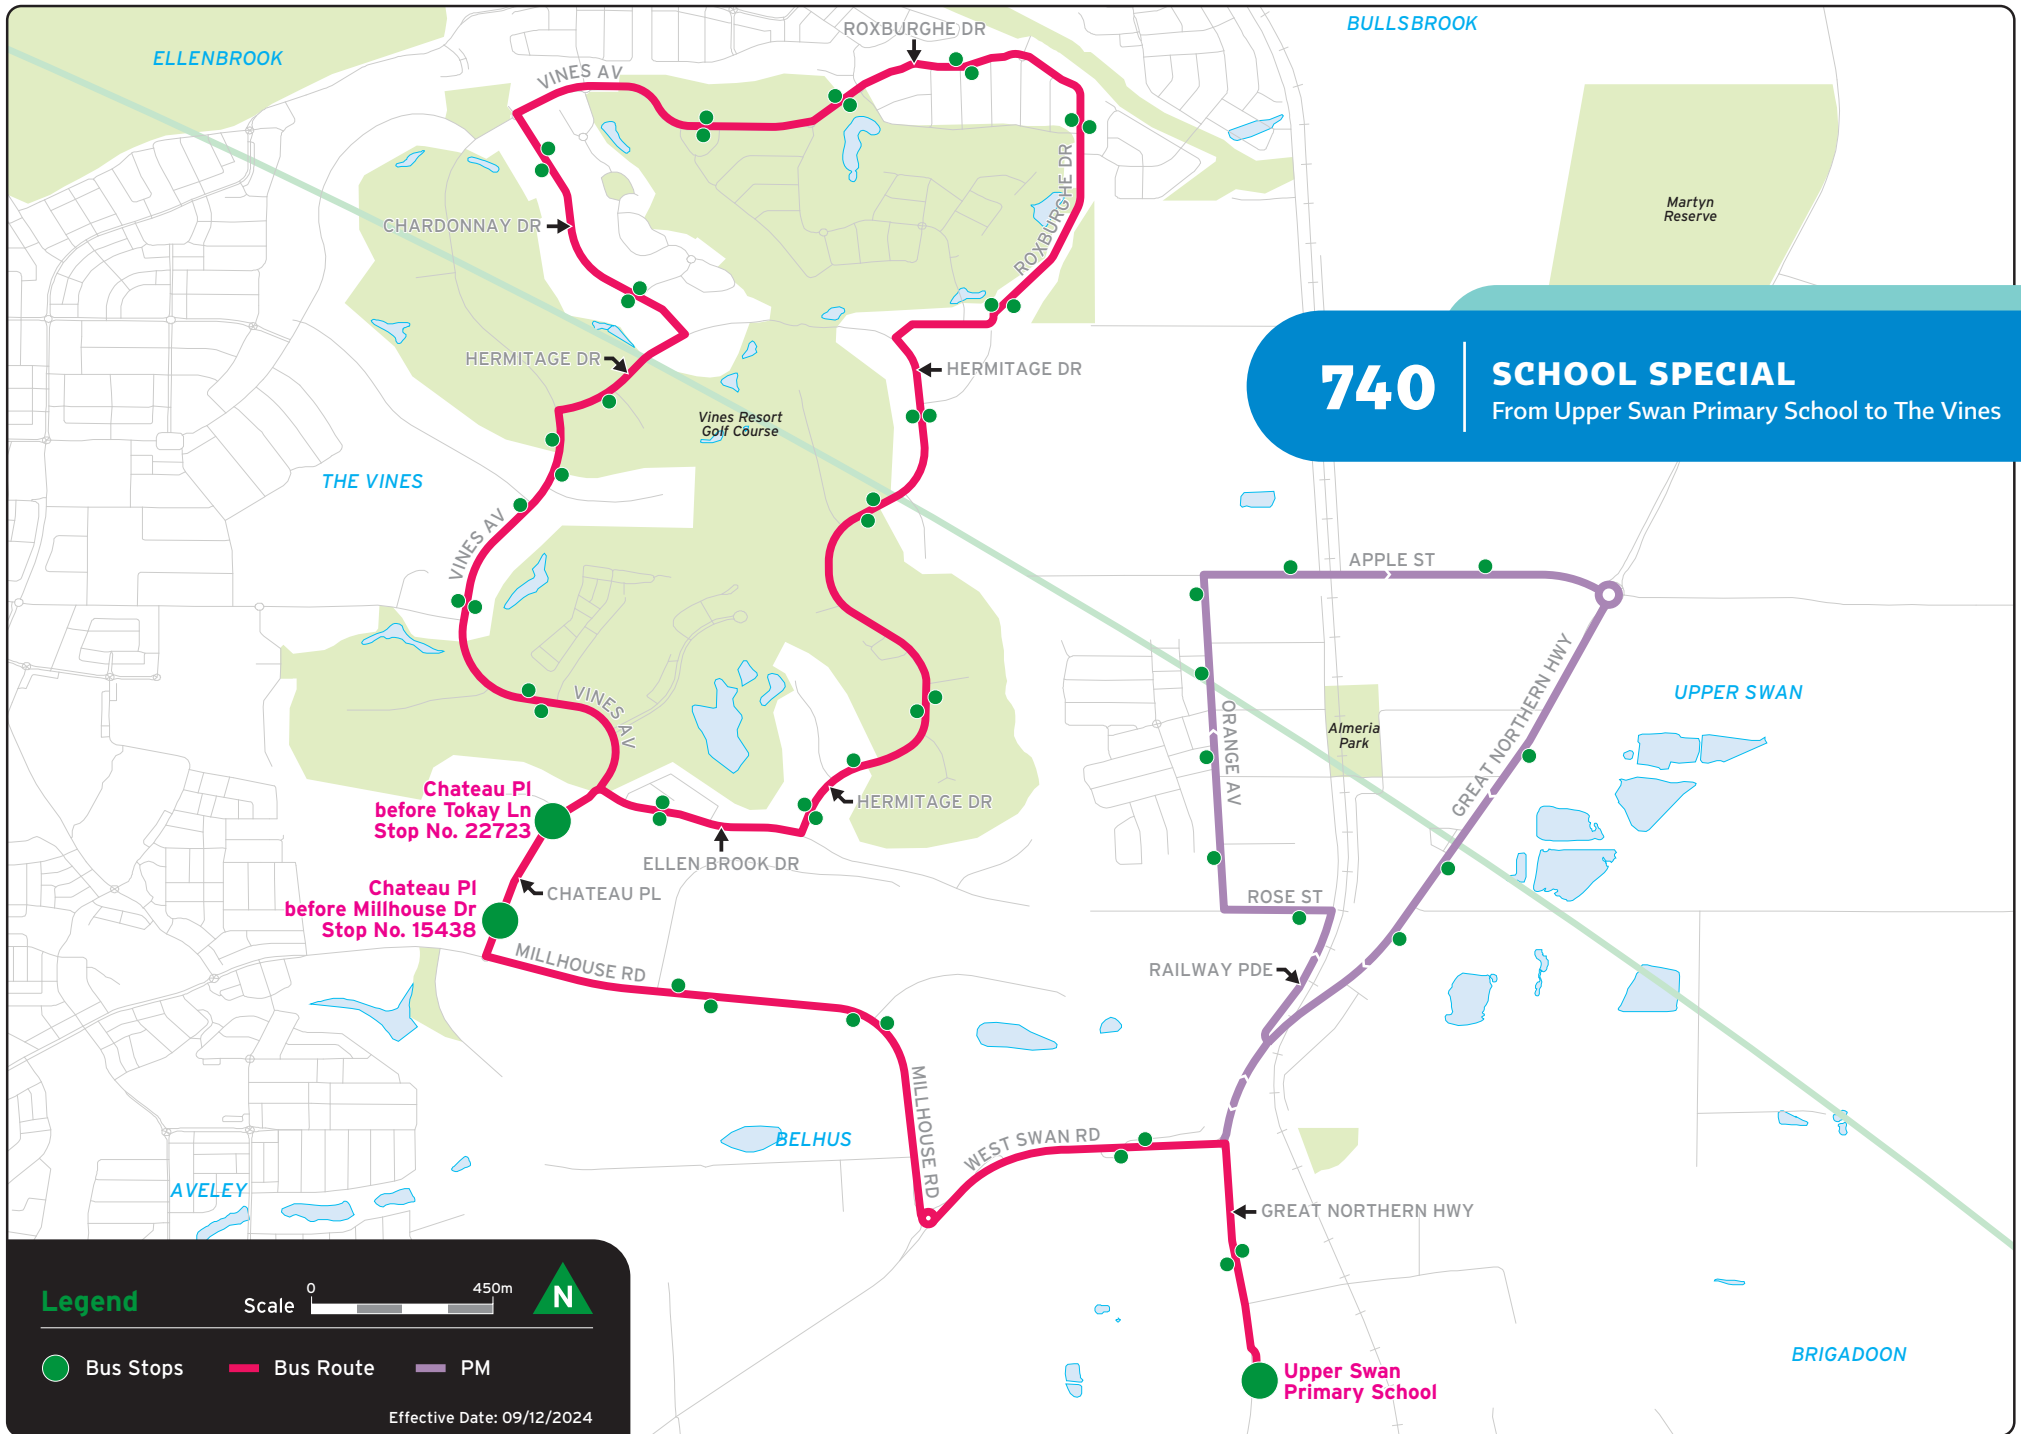 ROXBURGHE DR
BULLSBROOK
ELLENBROOK
VINES AV
ROXBURGHE DR
Martyn
Reserve
CHARDONNAY DR
ROXBURGHE DR
HERMITAGE DR
HERMITAGE DR
740
SCHOOL SPECIAL
From Upper Swan Primary School to The Vines
Vines Resort
Golf Course
THE VINES
VINES AV
APPLE ST
GREAT NORTHERN HWY
UPPER SWAN
VINES AV
ORANGE AV
Almeria
Park
Chateau Pl
before Tokay Ln
Stop No. 22723
HERMITAGE DR
ELLEN BROOK DR
CHATEAU PL
Chateau Pl
before Millhouse Dr
Stop No. 15438
ROSE ST
MILLHOUSE RD
RAILWAY PDE
MILLHOUSE RD
BELHUS
WEST SWAN RD
AVELEY
GREAT NORTHERN HWY
Legend
Scale
0
450m
N
Bus Stops
Bus Route
PM
Effective Date: 09/12/2024
BRIGADOON
Upper Swan
Primary School